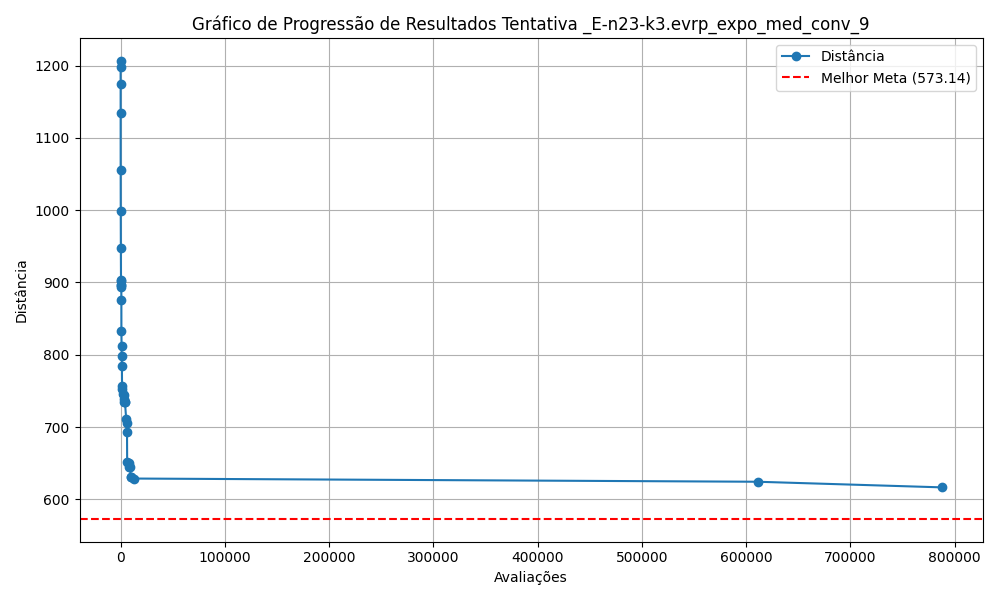 Gráfico de Progressão de Resultados Tentativa _E-n23-k3.evrp_expo_med_conv_9
Distância
Melhor Meta (573.14)
1200
1100
1000
900
800
700
600
Distância
0 100000 200000 300000 400000 500000 600000 700000 800000
Avaliações